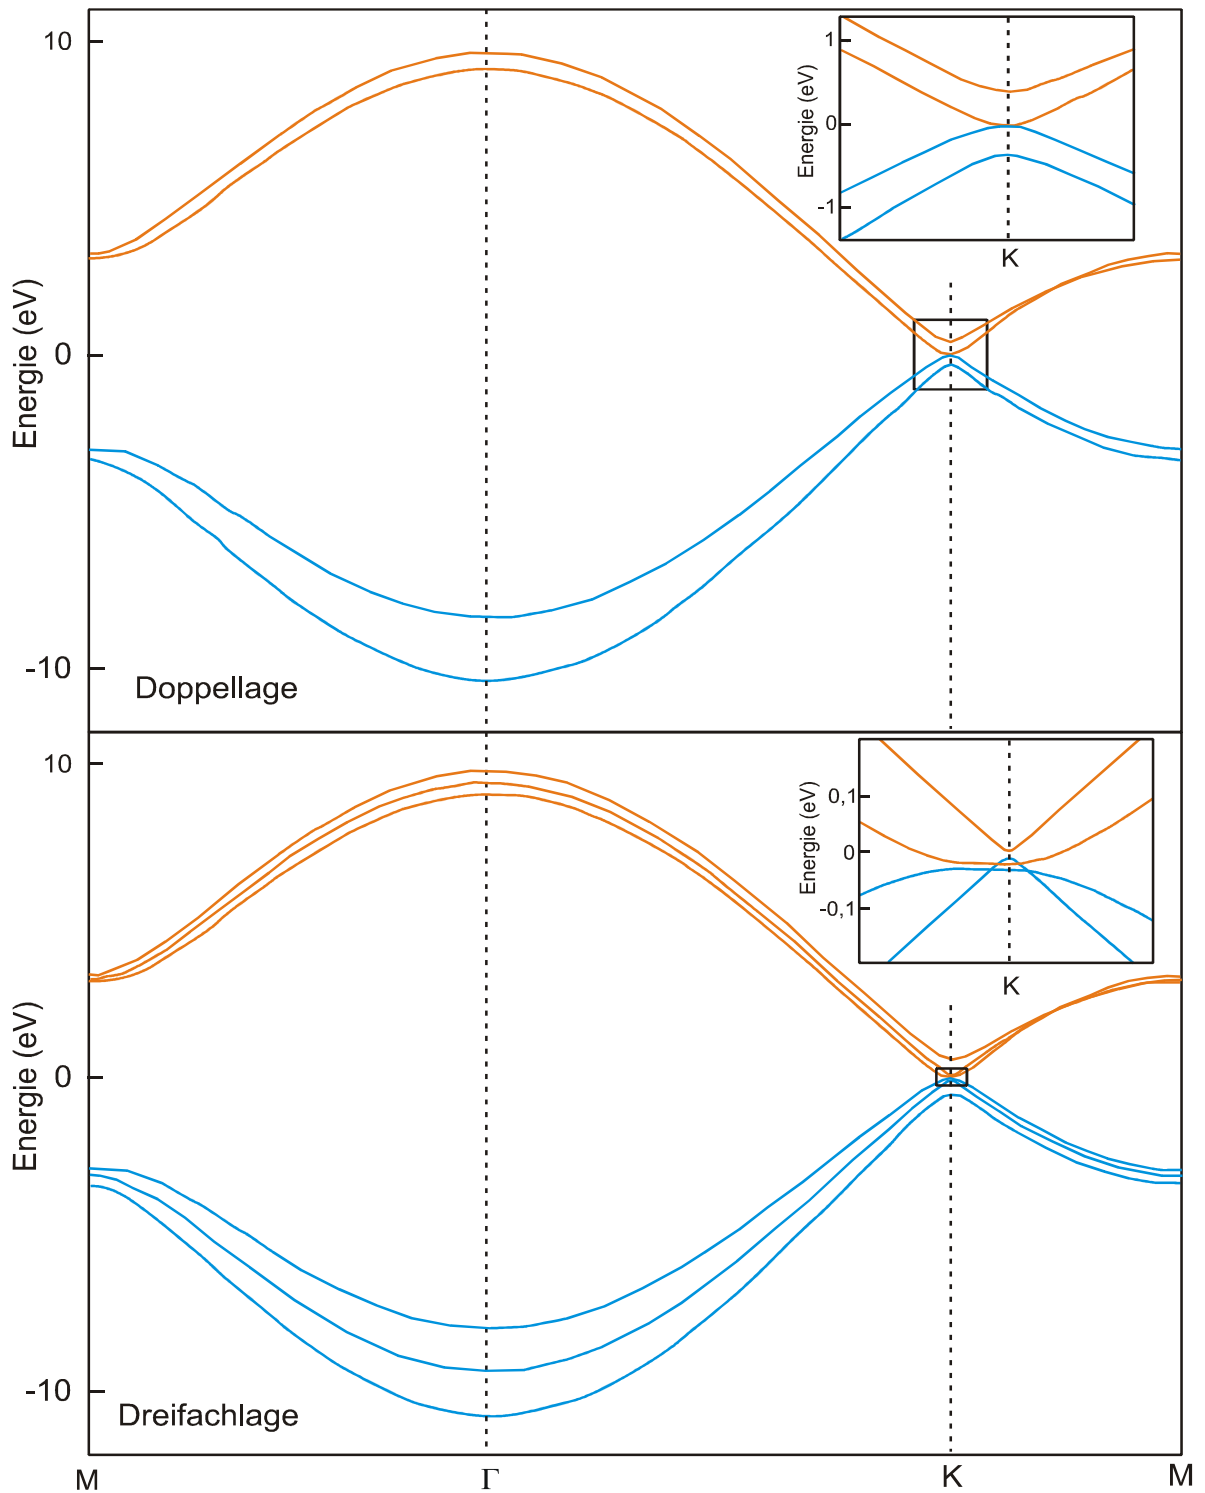 10
0
-10
Energie (eV)
Doppellage
1
0
-1
Energie (eV)
K
10
0
-10
Energie (eV)
Dreifachlage
0,1
0
-0,1
Energie (eV)
K
M
Γ
K
M